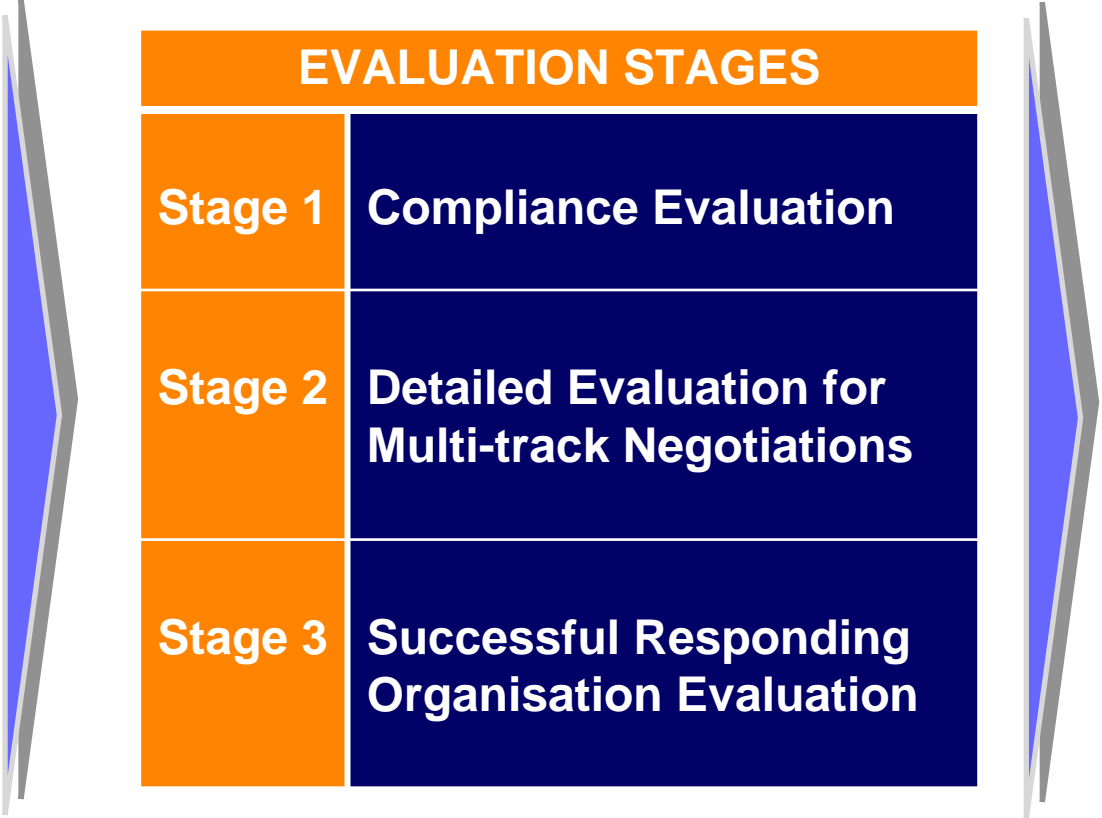 EVALUATION STAGES
Stage 1 Compliance Evaluation
Stage 2 Detailed Evaluation for
Multi-track Negotiations
Stage 3 Successful Responding
Organisation Evaluation